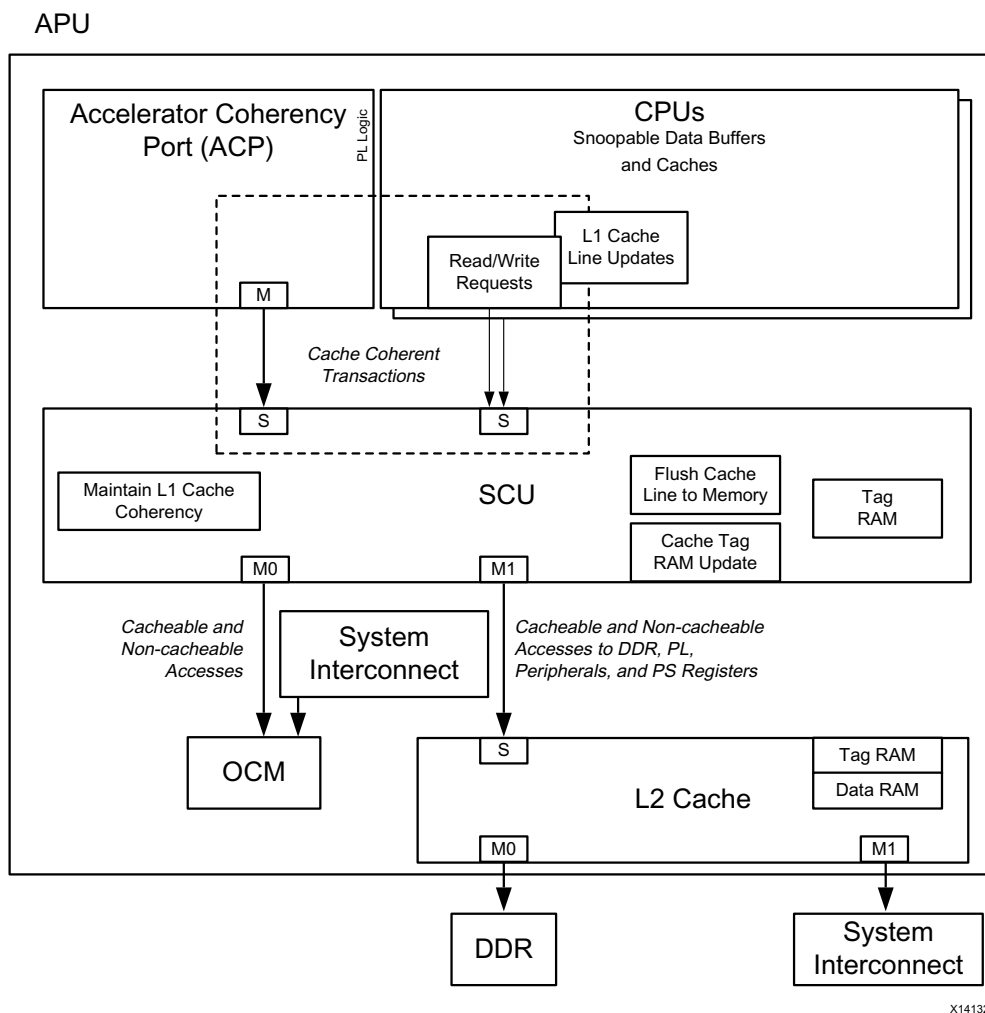 APU
Accelerator Coherency
Port (ACP)
PL Logic
CPUs
Snoopable Data Buffers
and Caches
L1 Cache
Line Updates
Read/Write
Requests
M
Cache Coherent
Transactions
S
S
Maintain L1 Cache
Coherency
SCU
Flush Cache
Line to Memory
Tag
RAM
Cache Tag
RAM Update
M0
M1
Cacheable and
Non-cacheable
Accesses
System
Interconnect
Cacheable and Non-cacheable
Accesses to DDR, PL,
Peripherals, and PS Registers
OCM
S
L2 Cache
Tag RAM
Data RAM
M0
M1
DDR
System
Interconnect
X14132